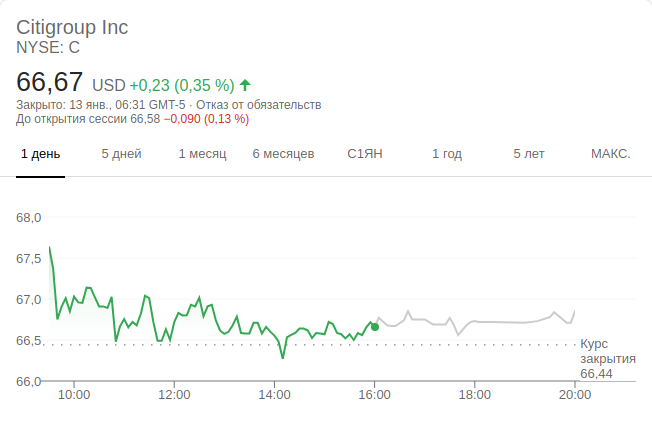 Citigroup Inc
NYSE: C
66,67 USD +0,23 (0,35 %)
Закрыто: 13 янв., 06:31 GMT-5 · Отказ от обязательств
До открытия сессии 66,58 −0,090 (0,13 %)
1 день 5 дней 1 месяц 6 месяцев С1ЯН 1 год 5 лет МАКС.
68,0
67,5
67,0
66,5
66,0
Курс
закрытия
66,44
10:00 12:00 14:00 16:00 18:00 20:00